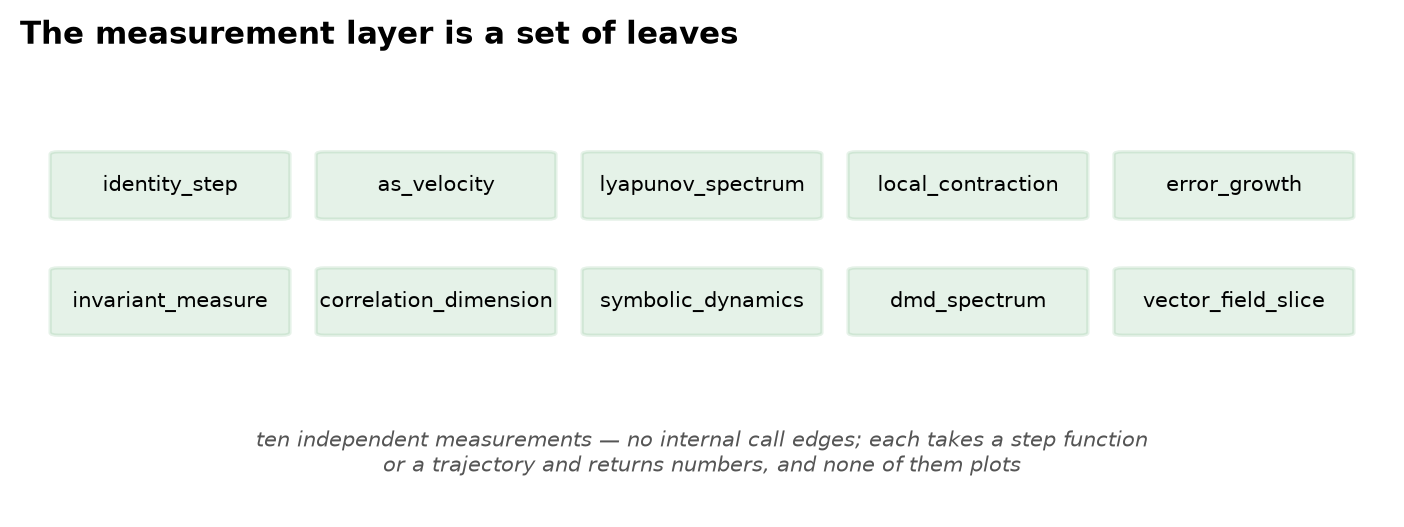 The measurement layer is a set of leaves
identity_step
as_velocity
lyapunov_spectrum
local_contraction
error_growth
invariant_measure
correlation_dimension
symbolic_dynamics
dmd_spectrum
vector_field_slice
ten independent measurements — no internal call edges; each takes a step function
or a trajectory and returns numbers, and none of them plots